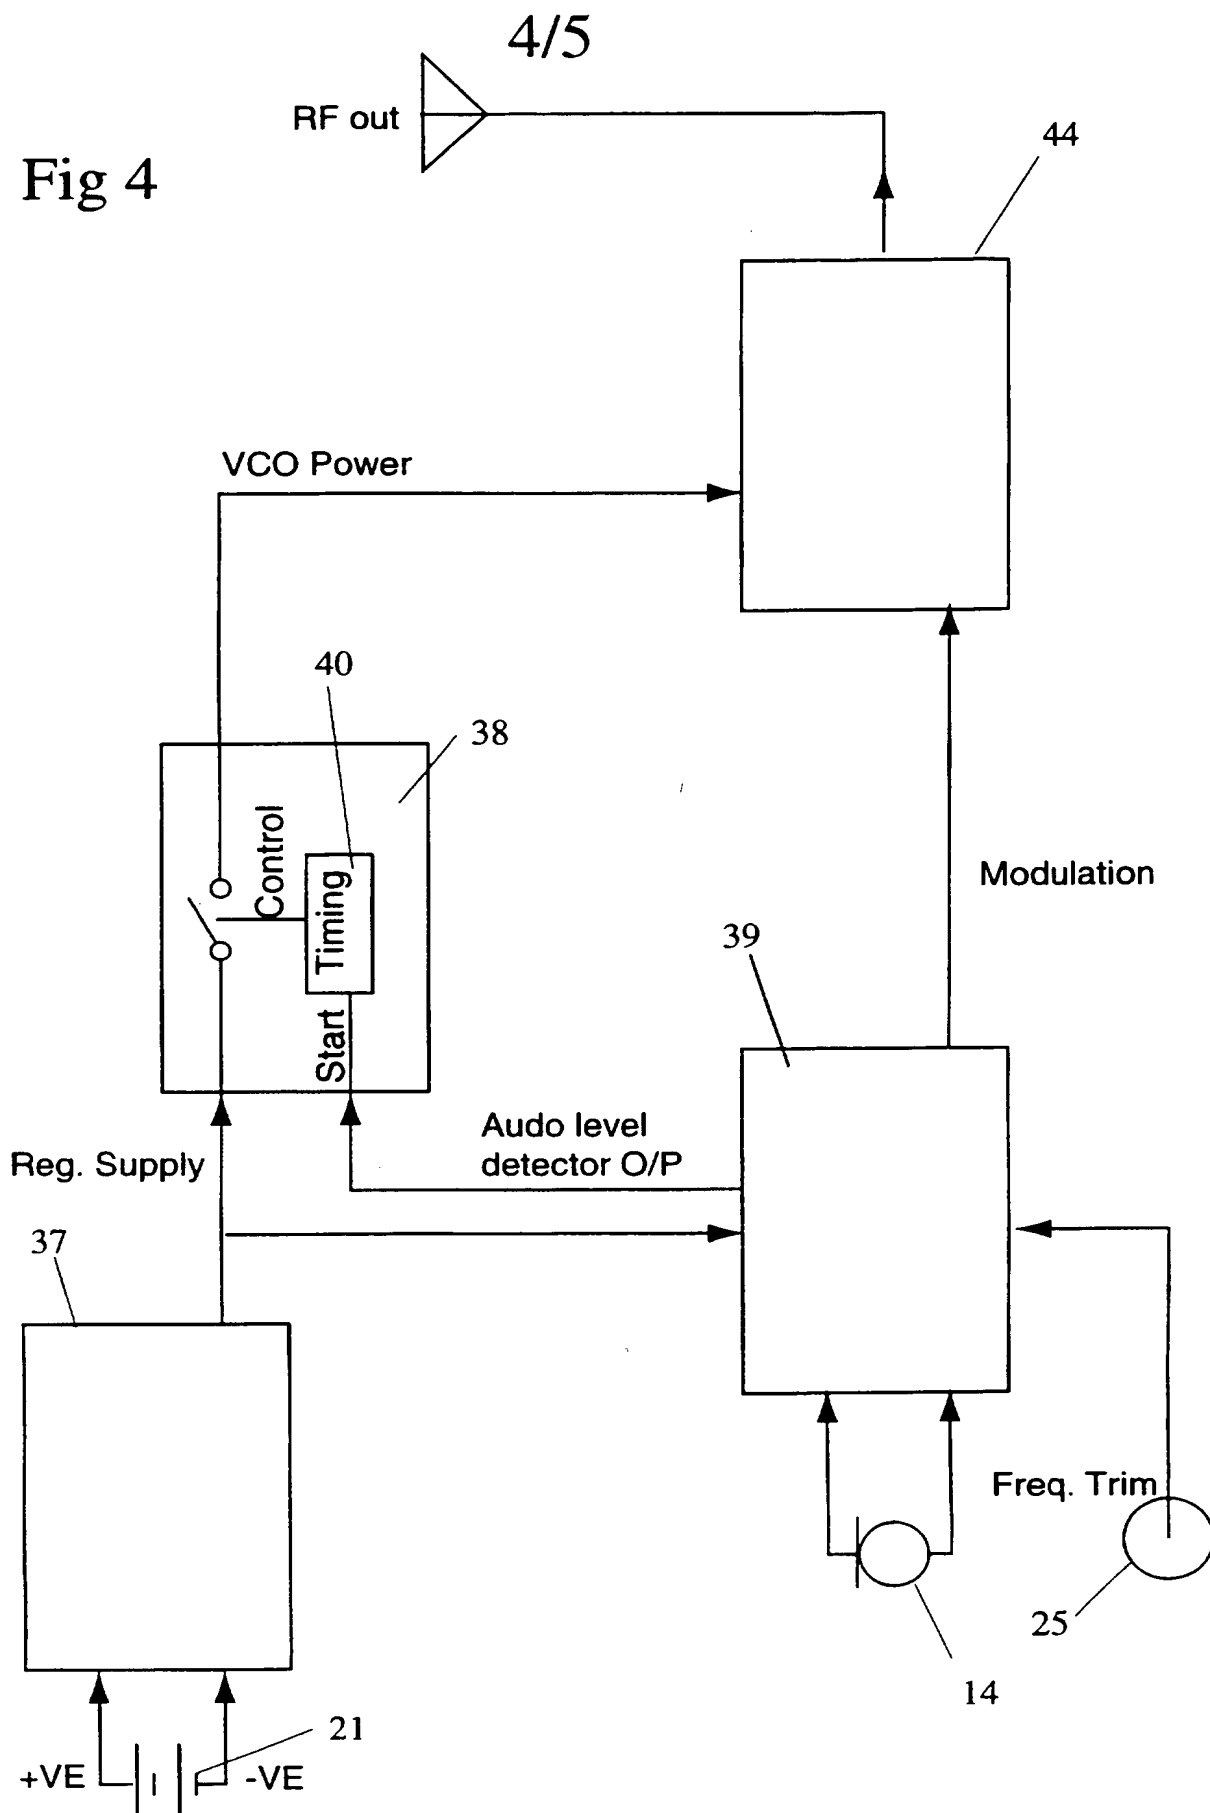 4/5
RF out
44
Fig 4
VCO Power
40
38
Control
Timing
Start
Modulation
39
Audo level
detector O/P
Reg. Supply
37
Freq. Trim
25
14
21
+VE
-VE